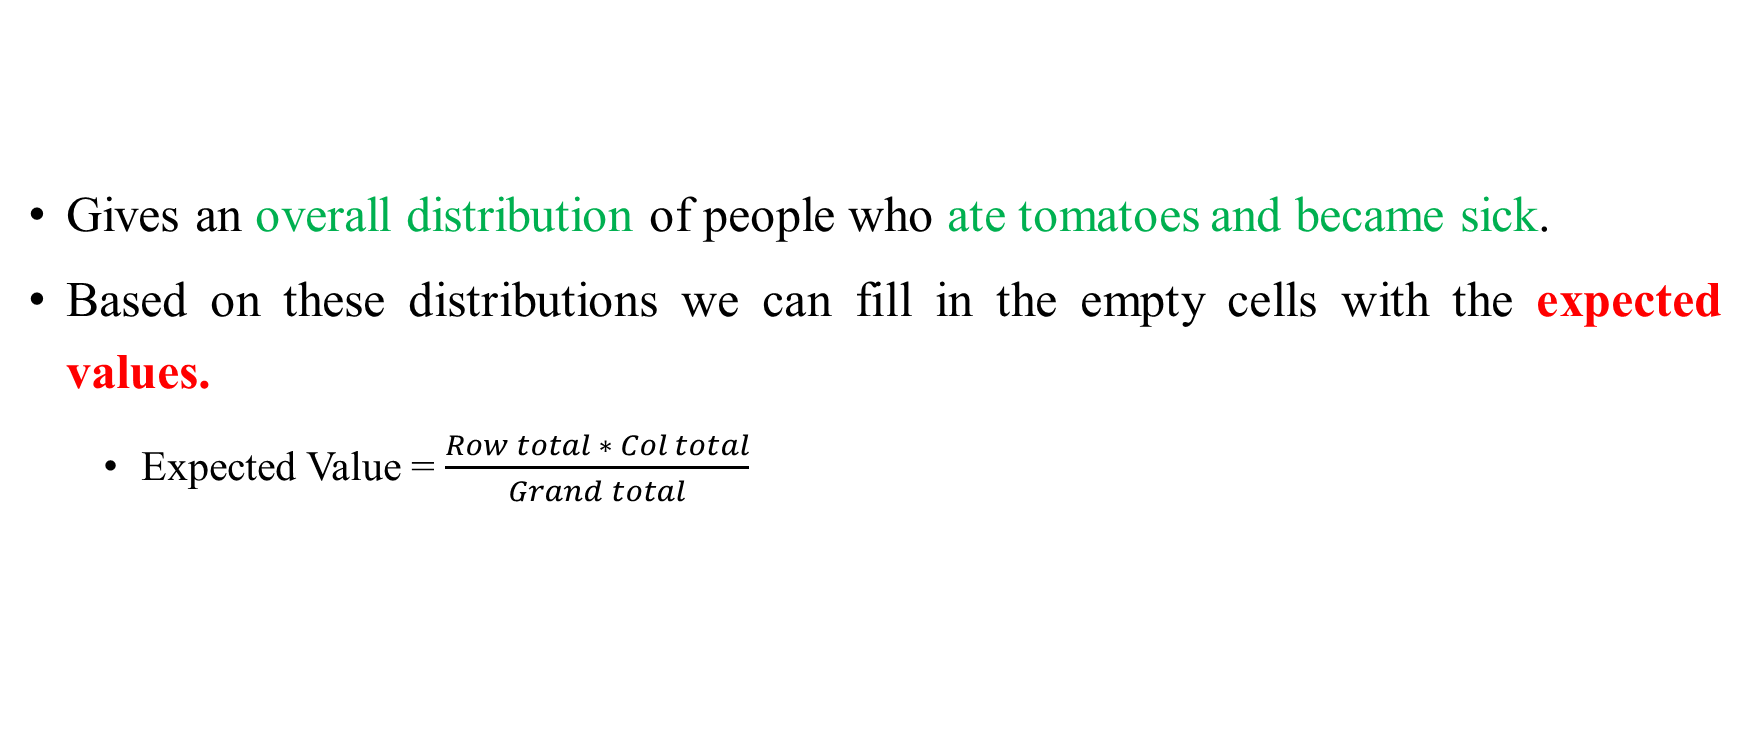 • Gives an overall distribution of people who ate tomatoes and became sick.
• Based on these distributions we can fill in the empty cells with the expected
values.
• Expected Value = \frac{Row total * Col total}{Grand total}